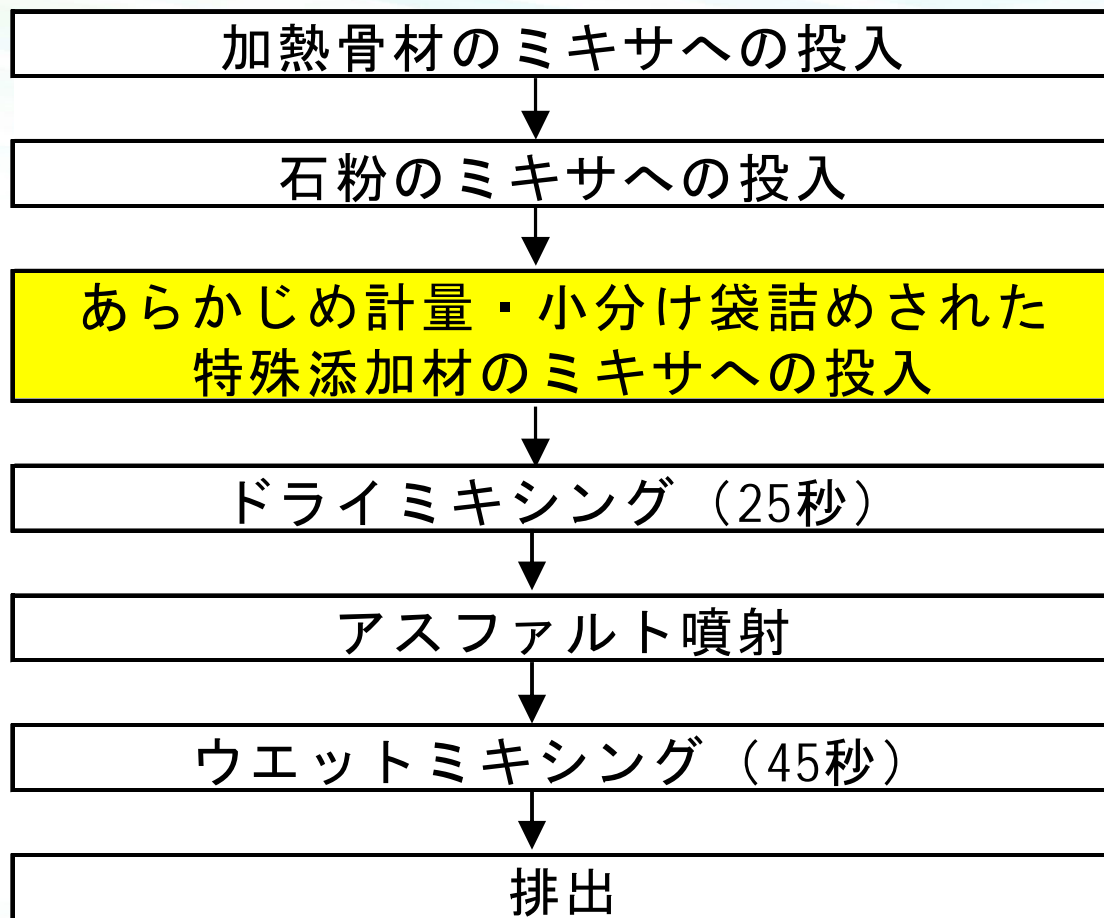 加熱骨材のミキサへの投入
石粉のミキサへの投入
あらかじめ計量・小分け袋詰めされた
特殊添加材のミキサへの投入
ドライミキシング（25秒）
アスファルト噴射
ウエットミキシング（45秒）
排出